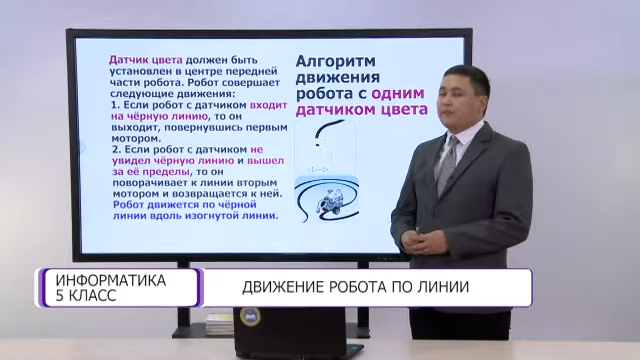 Датчик цвета должен быть
установлен в центре передней
части робота. Робот совершает
следующие движения:
1. Если робот с датчиком входит
на чёрную линию, то он
выходит, повернувшись первым
мотором.
2. Если робот с датчиком не
увидел чёрную линию и вышел
за её пределы, то он
поворачивает к линии вторым
мотором и возвращается к ней.
Робот движется по чёрной
линии вдоль изогнутой линии.
Алгоритм
движения
робота с одним
датчиком цвета
ИНФОРМАТИКА
5 КЛАСС
ДВИЖЕНИЕ РОБОТА ПО ЛИНИИ